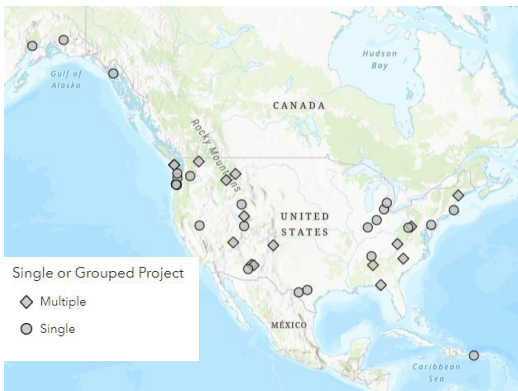 Hudson
Bay
Gulf of
Alaska
CANADA
Rocky Mountains
UNITED
STATES
Single or Grouped Project
Multiple
Single
MÉXICO
Caribbean
Sea